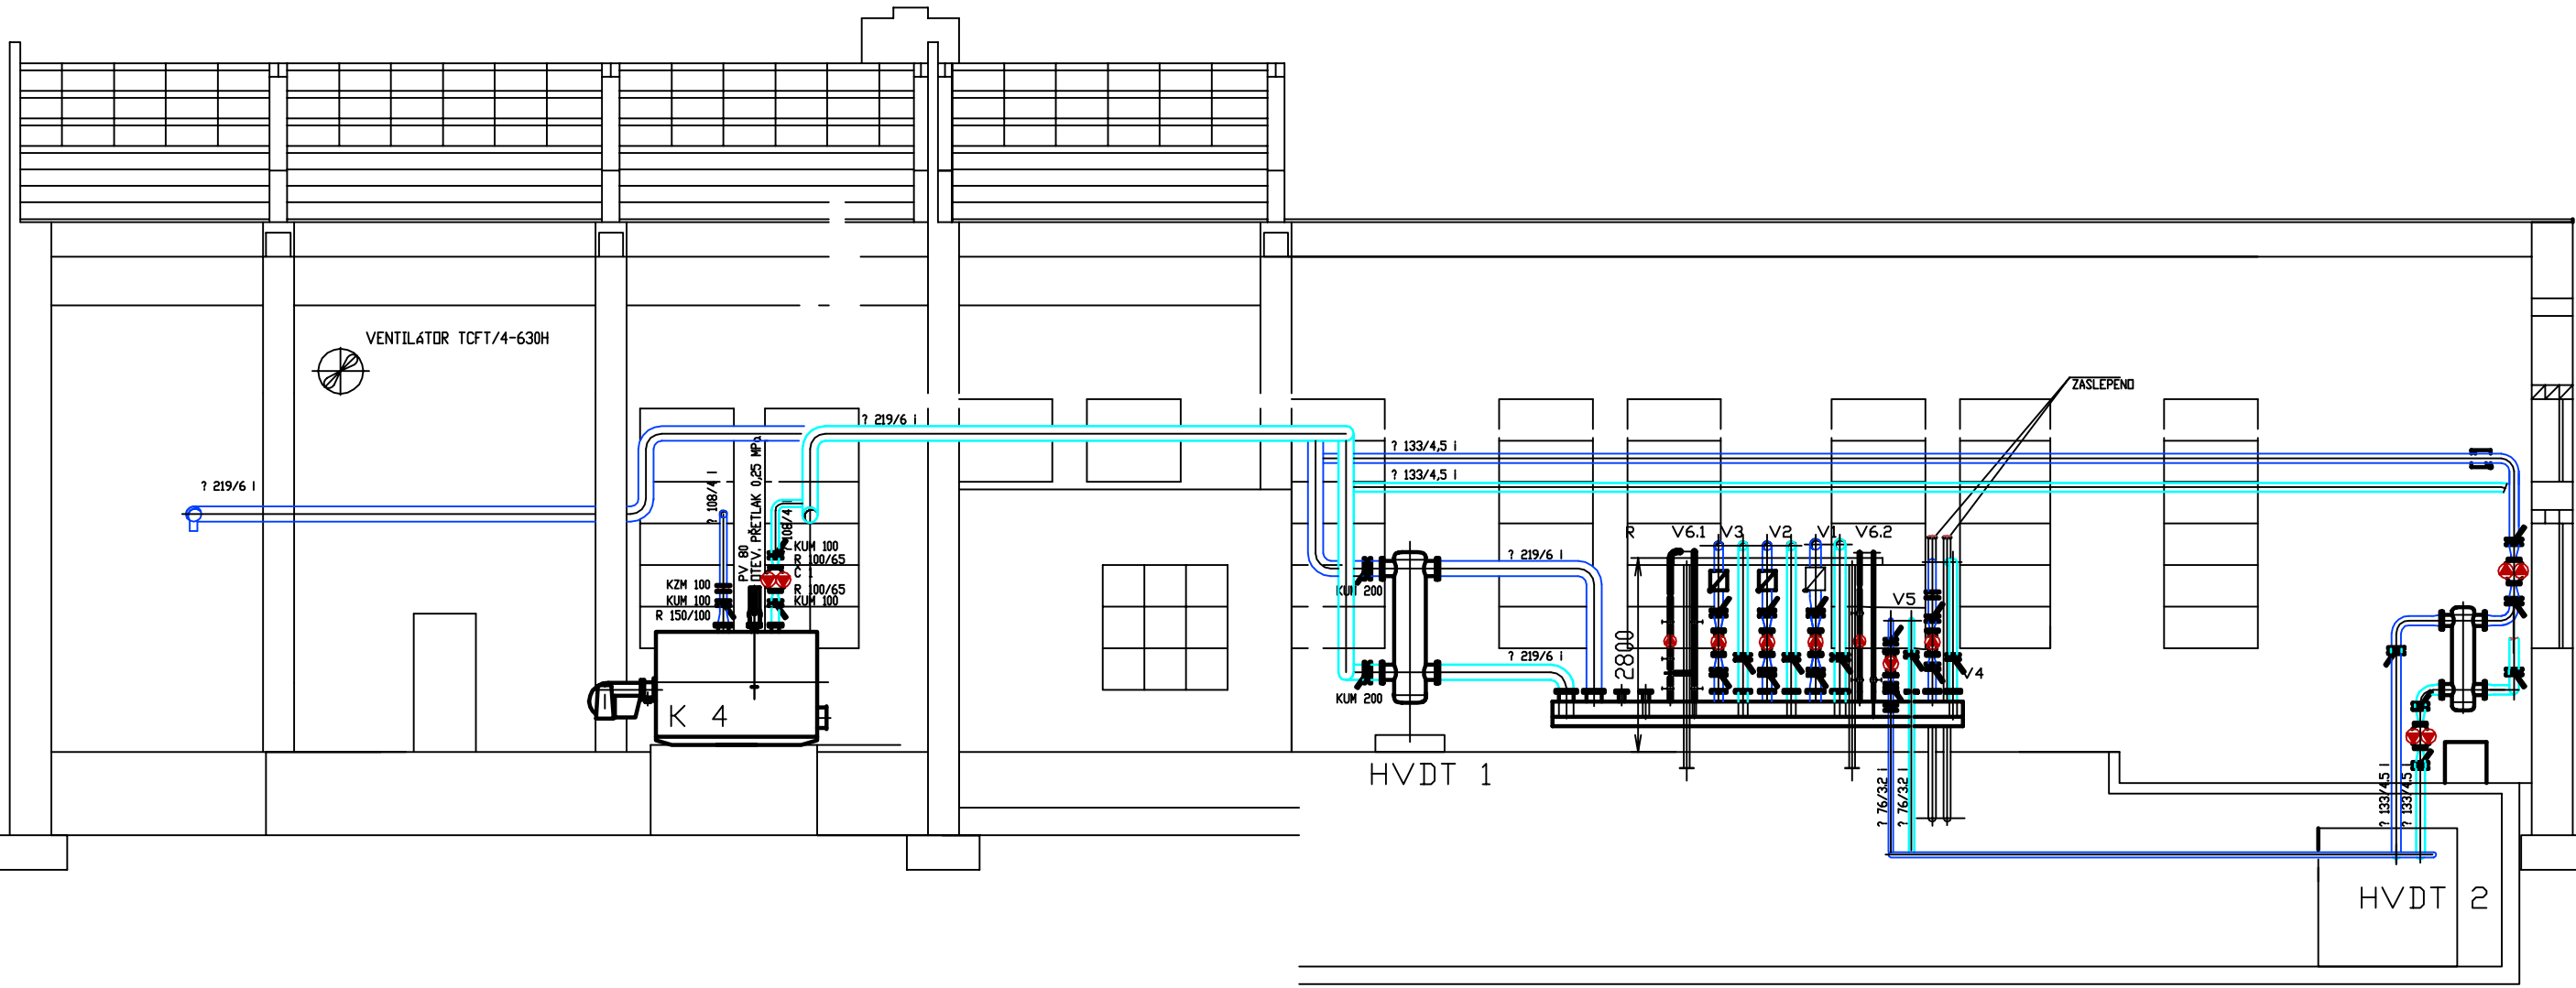 VENTILÁTOR TCFT/4-630H
ZASLEPENO
? 219/6 i
? 133/4,5 i
? 133/4,5 i
? 219/6 i
? 108/4 i
PV 80
OTEV. PŘETLAK 0,25 MPa
? 108/4 i
KUM 100
R 100/65
Č 1
R 100/65
KUM 100
KZM 100
KUM 100
R 150/100
K 4
KUM 200
KUM 200
? 219/6 i
? 219/6 i
HVDT 1
R
V6.1
V3
V2
V1
V6.2
V5
V4
2800
? 76/3,2 i
? 76/3,2 i
? 133/4,5 i
? 133/4,5 i
HVDT 2